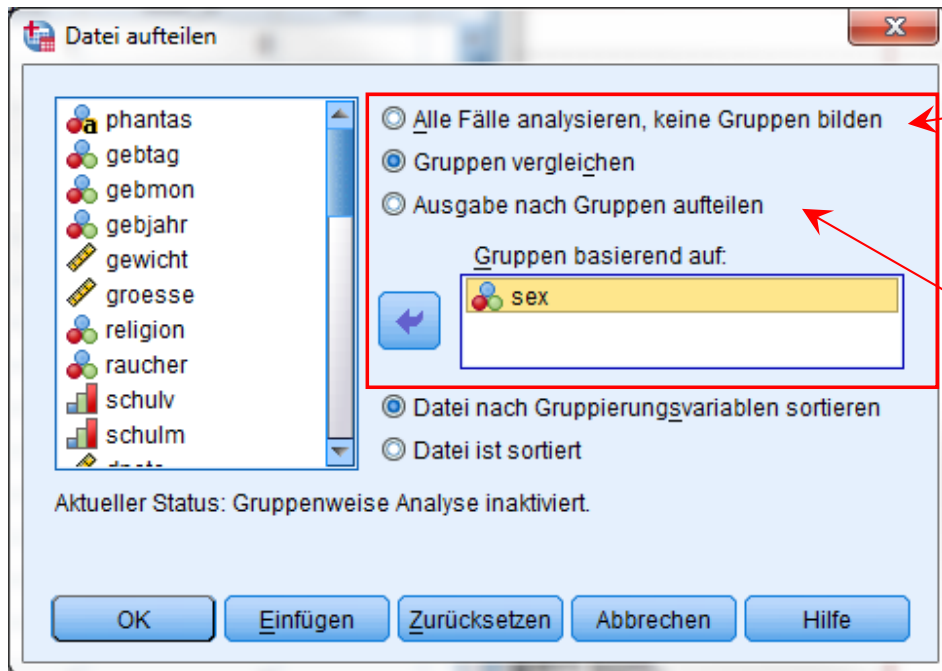 Datei aufteilen
phantas
gebtag
gebmon
gebjahr
gewicht
groesse
religion
raucher
schulv
schulm
Alle Fälle analysieren, keine Gruppen bilden
Gruppen vergleichen
Ausgabe nach Gruppen aufteilen
Gruppen basierend auf:
sex
Datei nach Gruppierungsvariablen sortieren
Datei ist sortiert
Aktueller Status: Gruppenweise Analyse inaktiviert.
OK Einfügen Zurücksetzen Abbrechen Hilfe